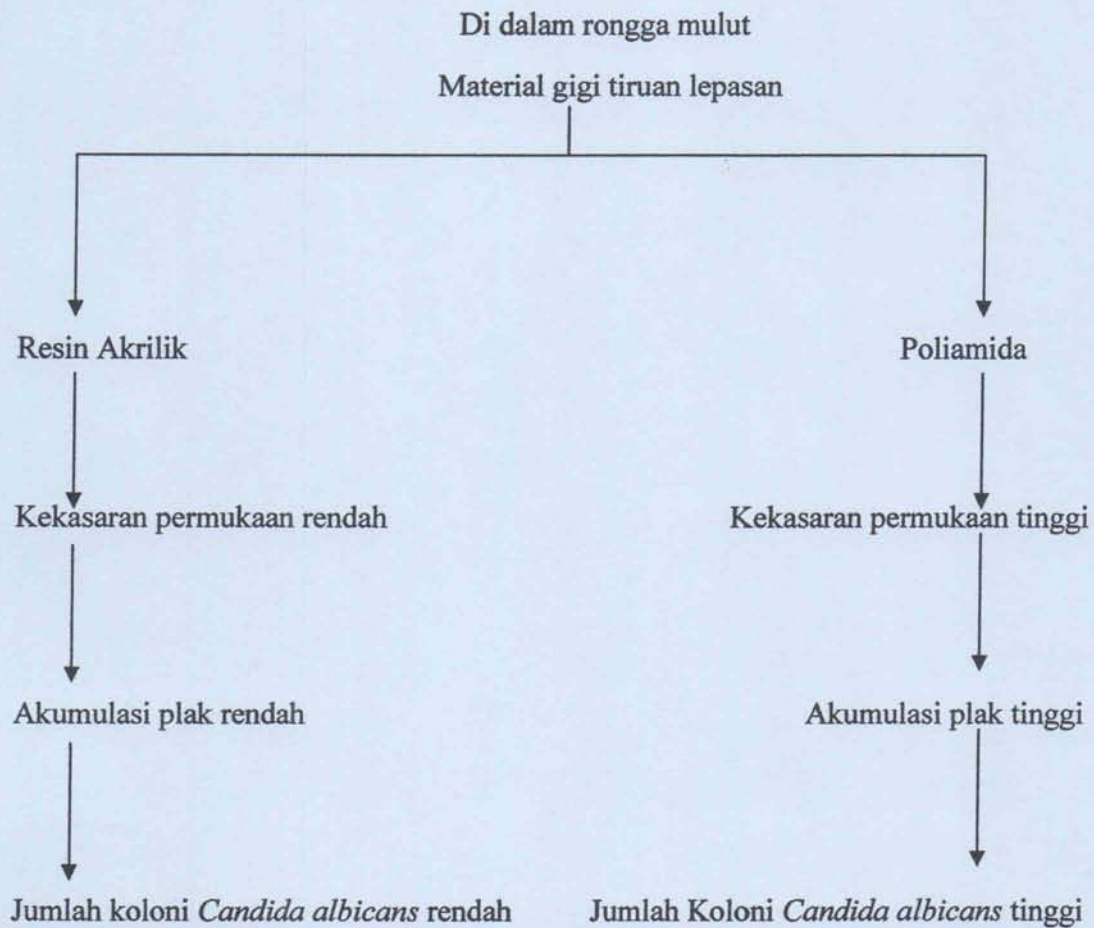 Di dalam rongga mulut
Material gigi tiruan lepasan
Resin Akrilik
Poliamida
Kekasaran permukaan rendah
Kekasaran permukaan tinggi
Akumulasi plak rendah
Akumulasi plak tinggi
Jumlah koloni Candida albicans rendah
Jumlah Koloni Candida albicans tinggi